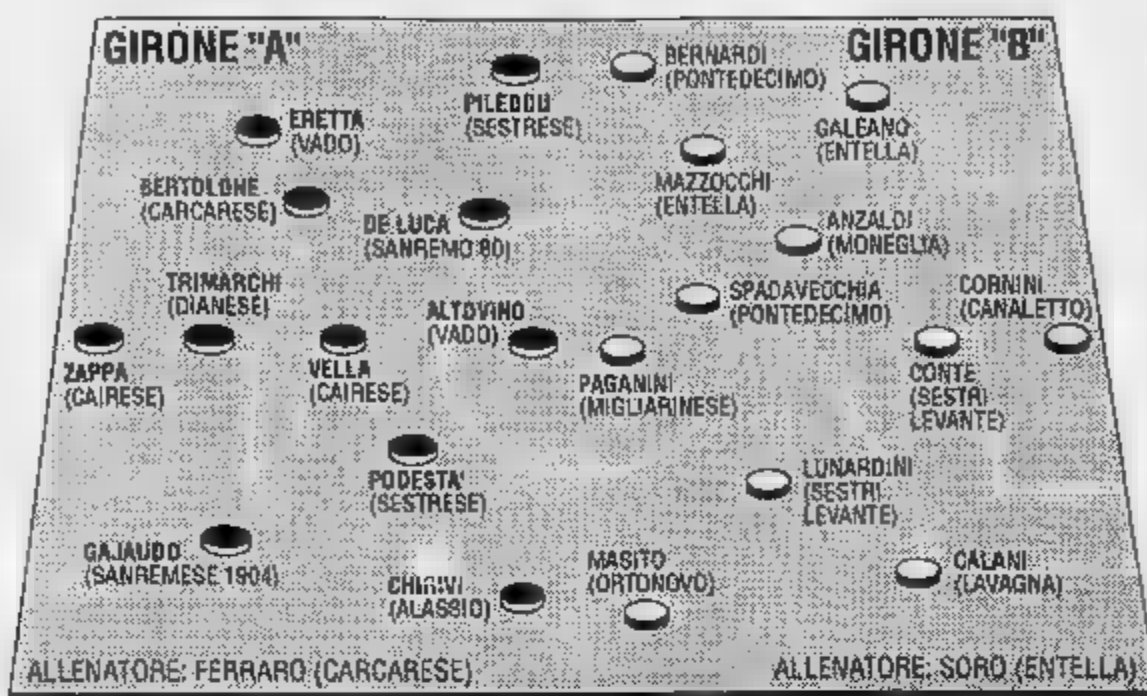 GIRONE "A"
GIRONE "B"
PILEDDU
(SESTRESE)
BERNARDI
(PONTEDECIMO)
GALEANO
(ENTELLA)
ERETTA
(VADO)
MAZZOCCHI
(ENTELLA)
BERTOLONE
(CARCARESE)
DE LUCA
(SANREMO 80)
ANZALDI
(MONEGLIA)
TRIMARCHI
(DIANESE)
ALTOVINO
(VADO)
SPADAVECCHIA
(PONTEDECIMO)
CORNINI
(CANALETTO)
ZAPPA
(CAIRESE)
VELLA
(CAIRESE)
PAGANINI
(MIGLIARINESE)
CONTE
(SESTRI
LEVANTE)
PODESTA'
(SESTRESE)
LUNARDINI
(SESTRI
LEVANTE)
GAJAUDO
(SANREMESE 1904)
CHIRIVI
(ALASSIO)
MASITO
(ORTONOVO)
CALANI
(LAVAGNA)
ALLENATORE: FERRARO (CARCARESE)
ALLENATORE: SORO (ENTELLA)